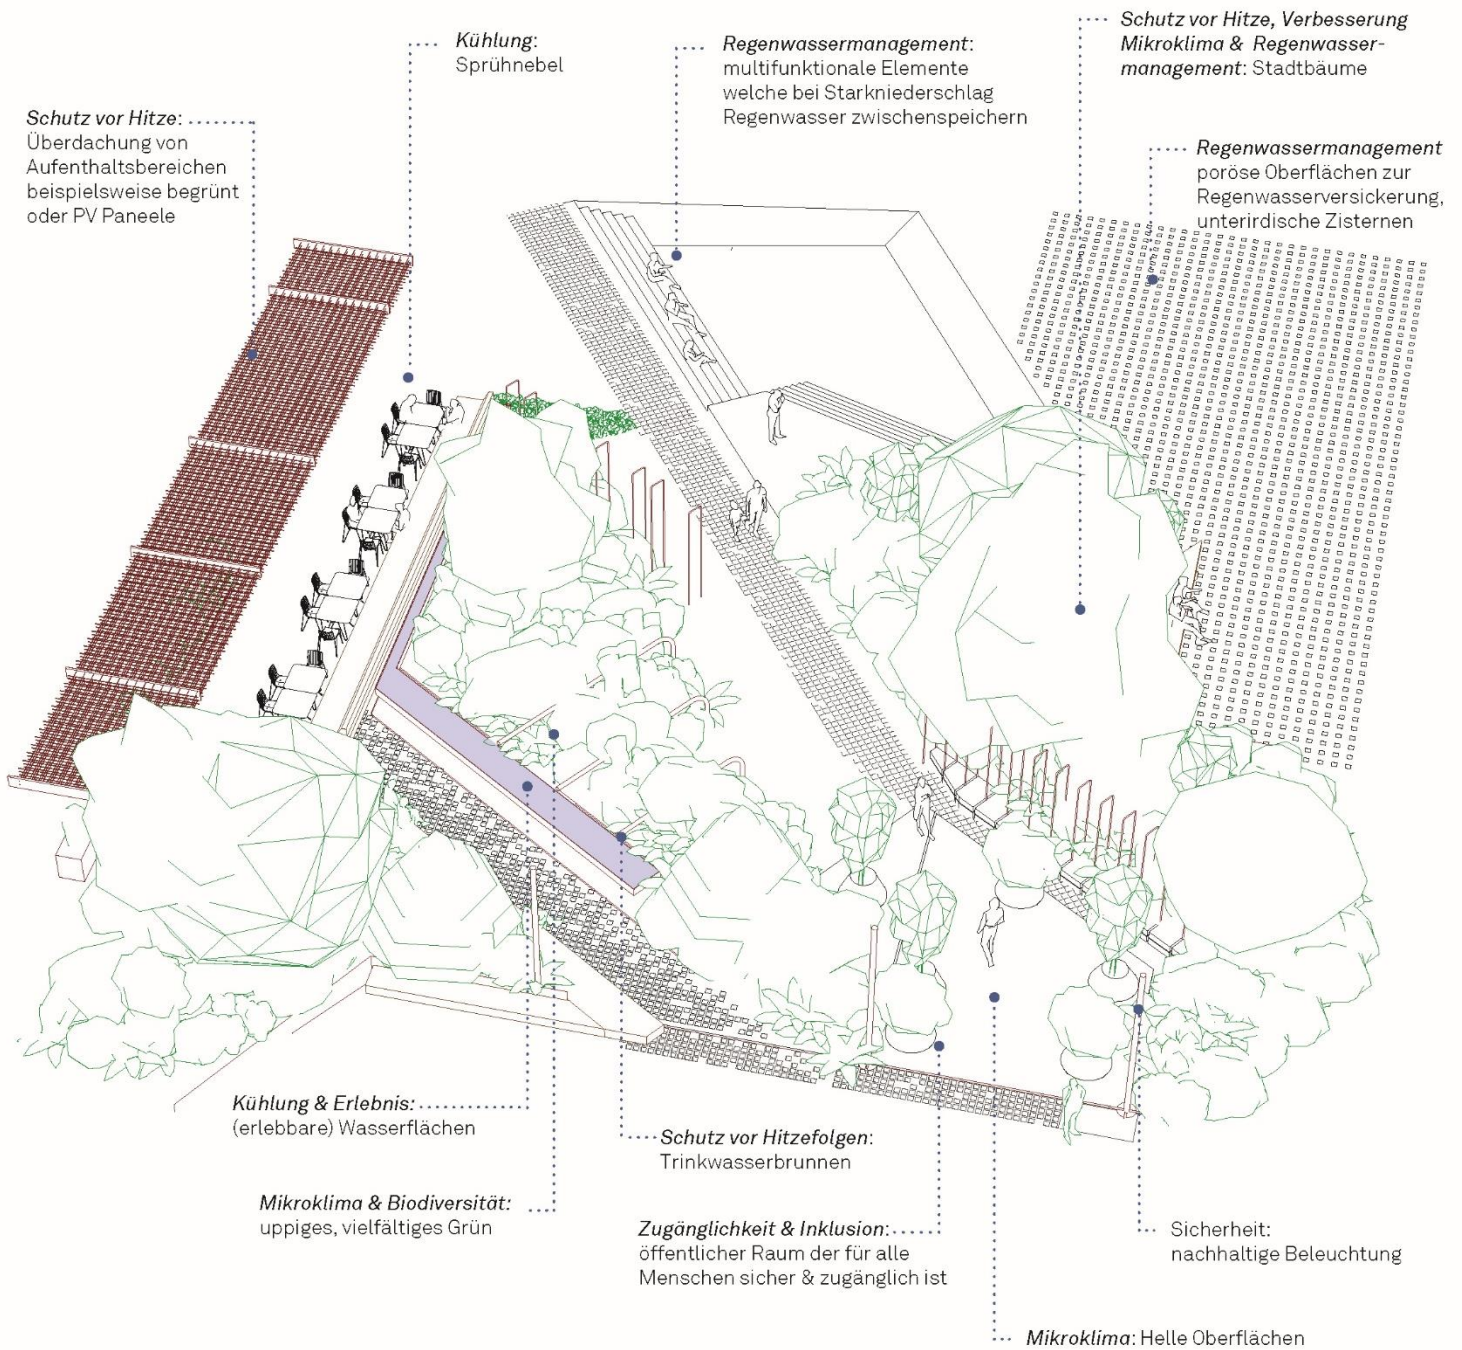 Kühlung:
Sprühnebel
Regenwassermanagement:
multifunktionale Elemente
welche bei Starkniederschlag
Regenwasser zwischenspeichern
Schutz vor Hitze, Verbesserung
Mikroklima & Regenwasser-
management: Stadtbäume
Schutz vor Hitze:
Überdachung von
Aufenthaltsbereichen
beispielsweise begrünt
oder PV Paneele
Regenwassermanagement
poröse Oberflächen zur
Regenwasserversickerung,
unterirdische Zisternen
Kühlung & Erlebnis:
(erlebbare) Wasserflächen
Schutz vor Hitzefolgen:
Trinkwasserbrunnen
Mikroklima & Biodiversität:
uppiges, vielfältiges Grün
Zugänglichkeit & Inklusion:
öffentlicher Raum der für alle
Menschen sicher & zugänglich ist
Sicherheit:
nachhaltige Beleuchtung
Mikroklima: Helle Oberflächen